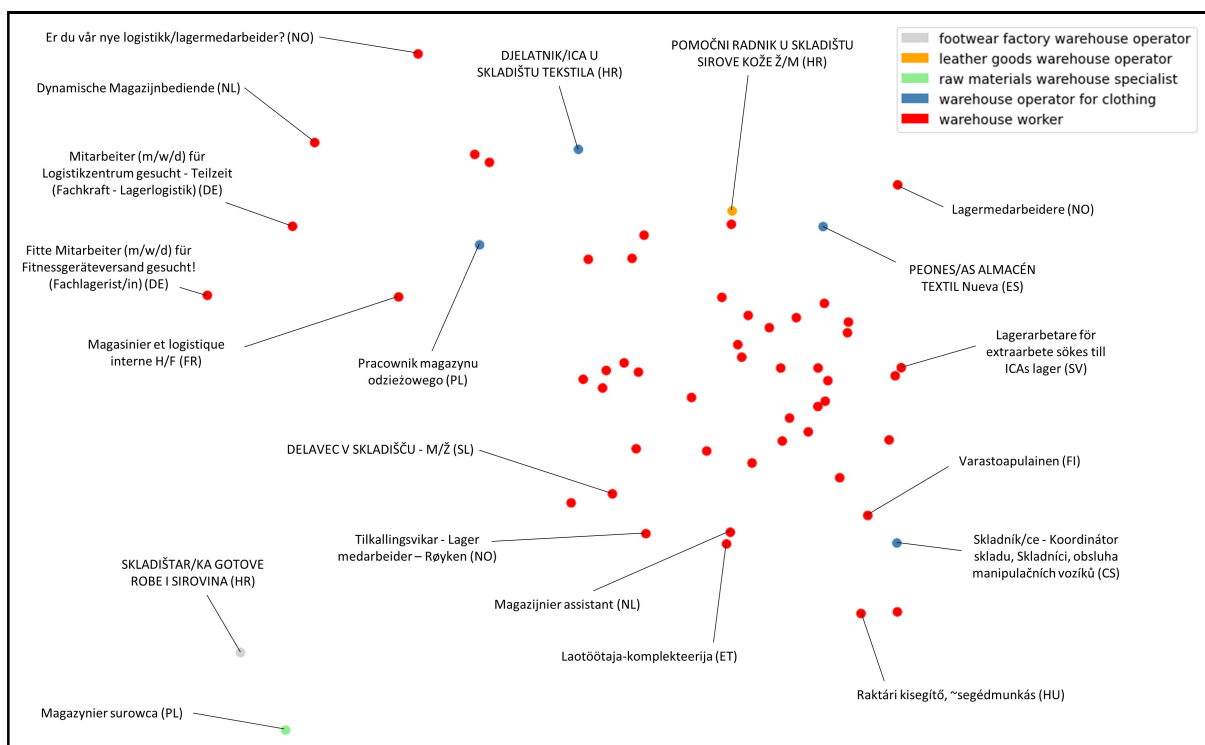 Er du vår nye logistikk/lagermedarbeider? (NO)
Dynamische Magazijnbediende (NL)
Mitarbeiter (m/w/d) für
Logistikzentrum gesucht - Teilzeit
(Fachkraft - Lagerlogistik) (DE)
Fitte Mitarbeiter (m/w/d) für
Fitnessgeräteversand gesucht!
(Fachlagerist/in) (DE)
Magasinier et logistique
interne H/F (FR)
DJELATNIK/ICA U
SKLADIŠTU TEKSTILA (HR)
POMOČNI RADNIK U SKLADIŠTU
SIROVE KOŽE Ž/M (HR)
footwear factory warehouse operator
leather goods warehouse operator
raw materials warehouse specialist
warehouse operator for clothing
warehouse worker
Lagermedarbeidere (NO)
PEONES/AS ALMACÉN
TEXTIL Nueva (ES)
Pracownik magazynu
odzieżowego (PL)
Lagerarbetare för
extraarbete sökes till
ICAs lager (SV)
DELAVEC V SKLADIŠČU - M/Ž (SL)
Varastoapulainen (FI)
Tilkallingsvikar - Lager
medarbeider – Røyken (NO)
Skladník/ce - Koordinátor
skladu, Skladníci, obsluha
manipulačních vozíků (CS)
SKLADIŠTAR/KA GOTOVE
ROBE I SIROVINA (HR)
Magazijnier assistant (NL)
Laotöötaja-komplekteerija (ET)
Raktári kisegítő, ~segédmunkás (HU)
Magazynier surowca (PL)